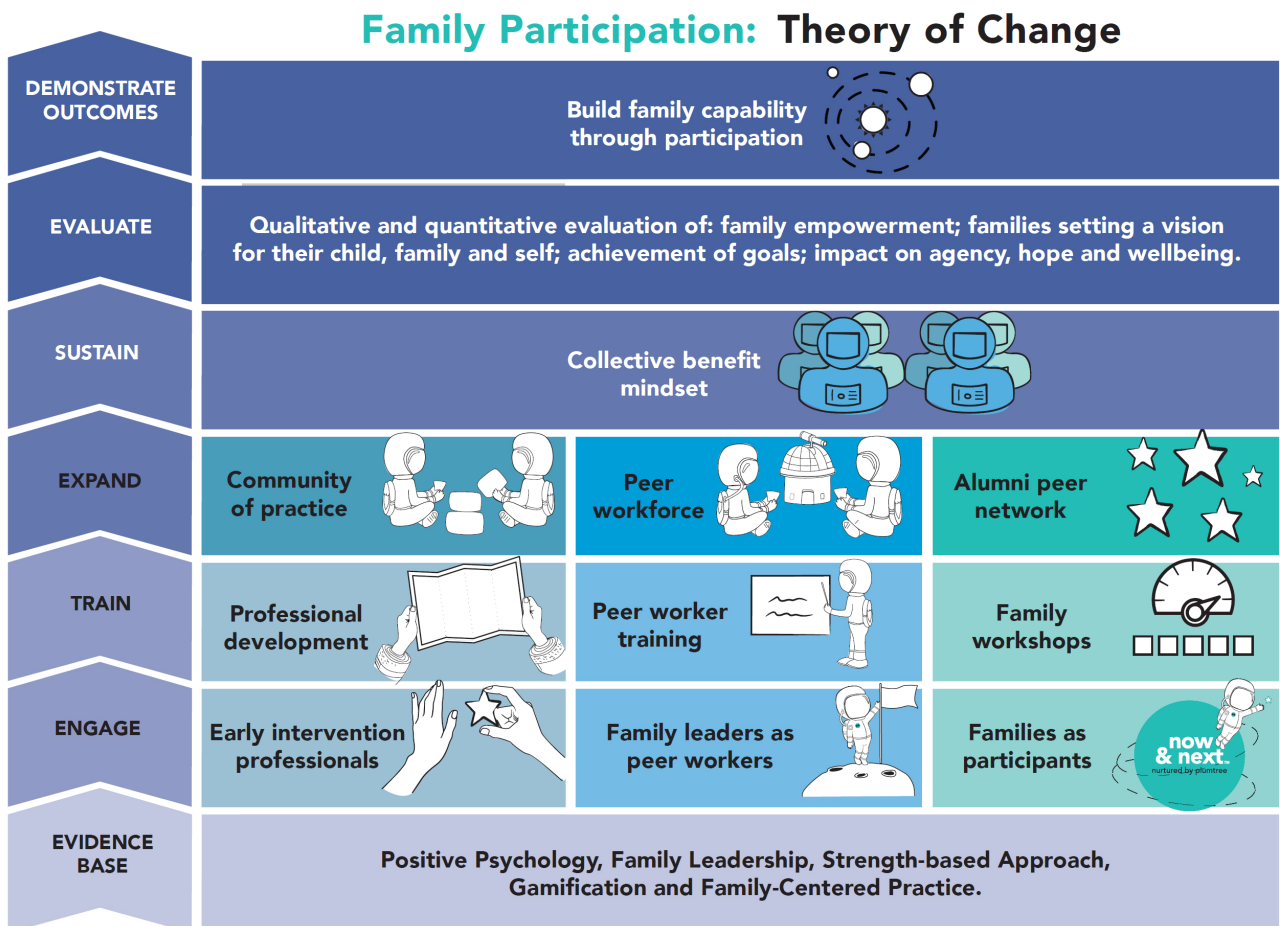 Family Participation: Theory of Change
DEMONSTRATE
OUTCOMES
Build family capability
through participation
EVALUATE
Qualitative and quantitative evaluation of: family empowerment; families setting a vision
for their child, family and self; achievement of goals; impact on agency, hope and wellbeing.
SUSTAIN
Collective benefit
mindset
EXPAND
Community
of practice
Peer
workforce
Alumni peer
network
TRAIN
Professional
development
Peer worker
training
Family
workshops
ENGAGE
Early intervention
professionals
Family leaders as
peer workers
Families as
participants
now
& next™
nurtured by plumtree
EVIDENCE
BASE
Positive Psychology, Family Leadership, Strength-based Approach,
Gamification and Family-Centered Practice.